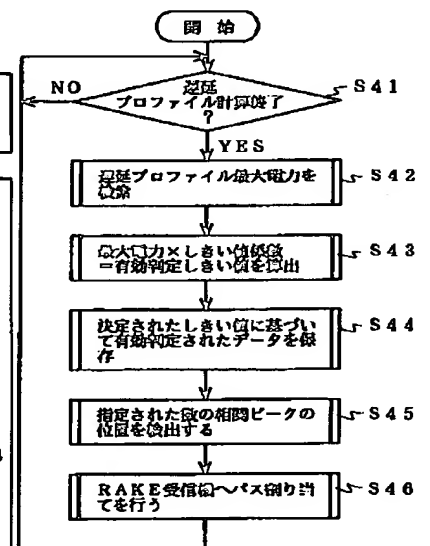 開始
遅延
プロファイル計算終了
?
S41
NO
YES
遅延プロファイル最大電力を
検索
S42
最大電力×しきい値係数
=有効判定しきい値を算出
S43
決定されたしきい値に基づい
て有効判定されたデータを保
存
S44
指定された数の相関ピークの
位置を検出する
S45
RAKE受信機へパス割り当
てを行う
S46